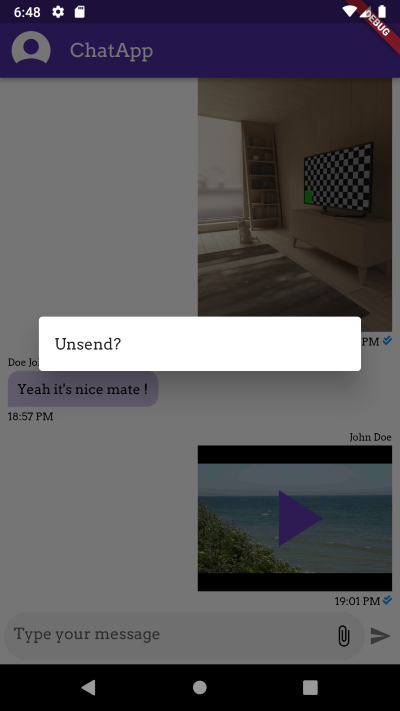 6:48
DEBUG
ChatApp
PM
Unsend?
Doe Jo
Yeah it's nice mate !
18:57 PM
John Doe
19:01 PM
Type your message